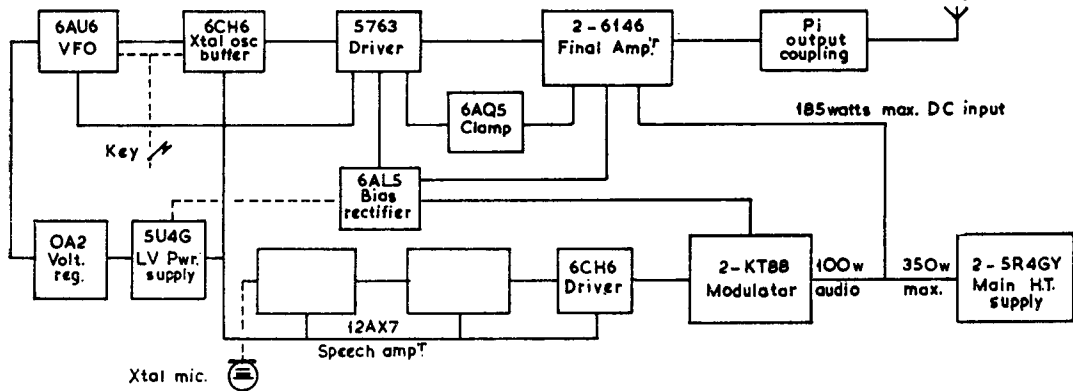 6AU6
VFO
6CH6
Xtal osc
buffer
5763
Driver
2-6146
Final Amp'r
Pi
output
coupling
6AQ5
Clamp
185watts max. DC input
Key
6AL5
Bias
rectifier
OA2
Volt.
reg.
5U4G
LV Pwr.
supply
6CH6
Driver
2-KT88
Modulatar
100w
audio
350w
max.
2-5R4GY
Main H.T.
supply
12AX7
Speech ampT
Xtal mic.